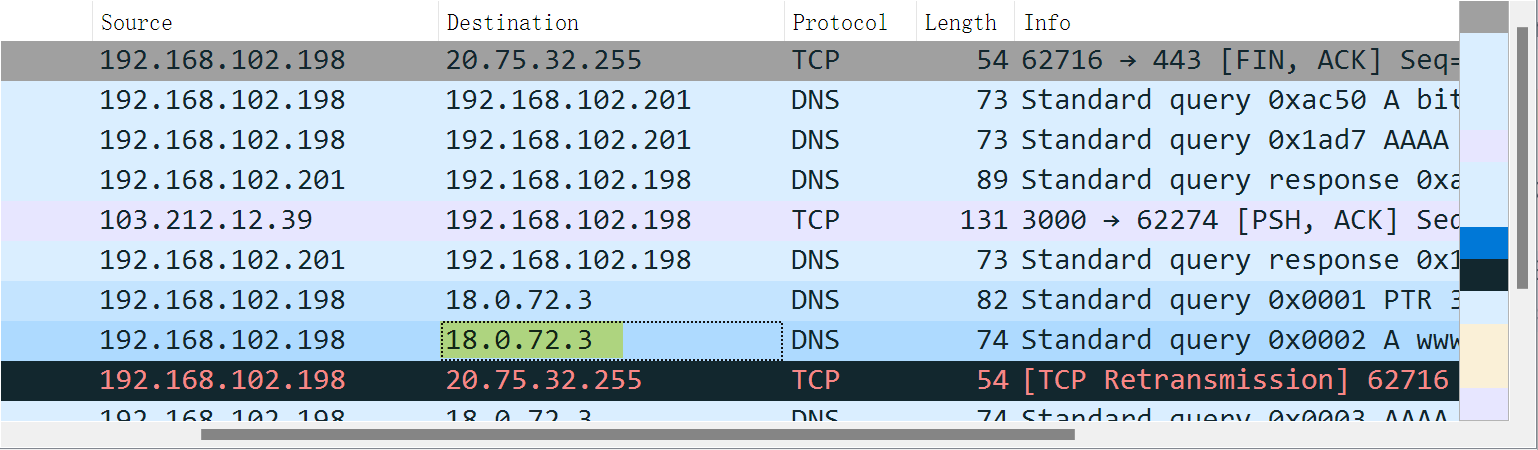 Source Destination Protocol Length Info
192.168.102.198 20.75.32.255 TCP 54 62716 → 443 [FIN, ACK] Seq=
192.168.102.198 192.168.102.201 DNS 73 Standard query 0xac50 A bit
192.168.102.198 192.168.102.201 DNS 73 Standard query 0x1ad7 AAAA
192.168.102.201 192.168.102.198 DNS 89 Standard query response 0xa
103.212.12.39 192.168.102.198 TCP 131 3000 → 62274 [PSH, ACK] Seq
192.168.102.201 192.168.102.198 DNS 73 Standard query response 0x1
192.168.102.198 18.0.72.3 DNS 82 Standard query 0x0001 PTR 3
192.168.102.198 18.0.72.3 DNS 74 Standard query 0x0002 A www
192.168.102.198 20.75.32.255 TCP 54 [TCP Retransmission] 62716
192.168.102.198 18.0.72.3 DNS 74 Standard query 0x0003 AAAA